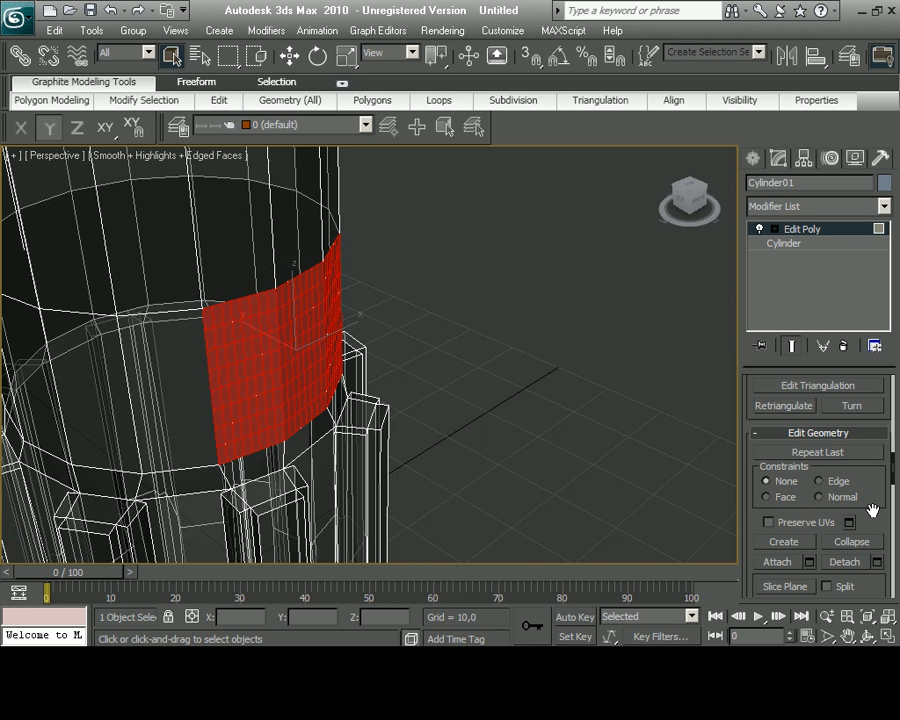 Autodesk 3ds Max 2010 - Unregistered Version Untitled
Type a keyword or phrase
Edit Tools Group Views Create Modifiers Animation Graph Editors Rendering Customize MAXScript Help
All View 3 Create Selection Se
Graphite Modeling Tools Freeform Selection
Polygon Modeling Modify Selection Edit Geometry (All) Polygons Loops Subdivision Triangulation Align Visibility Properties
X Y Z XY XY 0 (default)
+ ] [ Perspective ] [ Smooth + Highlights + Edged Faces ]
Cylinder01
Modifier List
Edit Poly
Cylinder
z
x
y
Edit Triangulation
Retriangulate Turn
- Edit Geometry
Repeat Last
Constraints
None Edge
Face Normal
Preserve UVs
Create Collapse
Attach Detach
Slice Plane Split
< 0 / 100 >
0 10 20 30 40 50 60 70 80 90 100
1 Object Sele X: Y: Z: Grid = 10,0 Auto Key Selected
Welcome to M Click or click-and-drag to select objects Add Time Tag Set Key Key Filters... 0